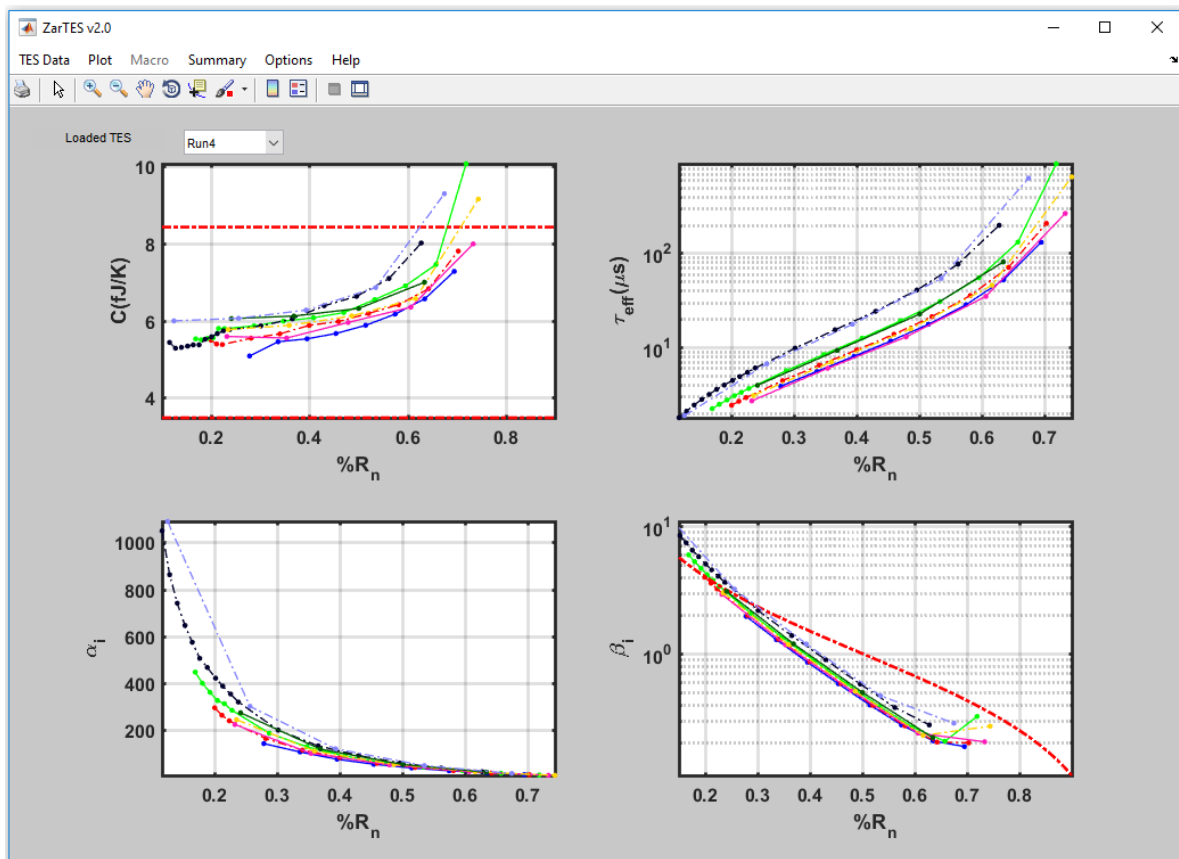 ZarTES v2.0
TES Data Plot Macro Summary Options Help
Loaded TES Run4
C(fJ/K)
10
8
6
4
0.2 0.4 0.6 0.8
%Rn
τeff(μs)
10^2
10^1
0.2 0.3 0.4 0.5 0.6 0.7
%Rn
αi
1000
800
600
400
200
0.2 0.3 0.4 0.5 0.6 0.7
%Rn
βi
10^1
10^0
0.2 0.3 0.4 0.5 0.6 0.7 0.8
%Rn